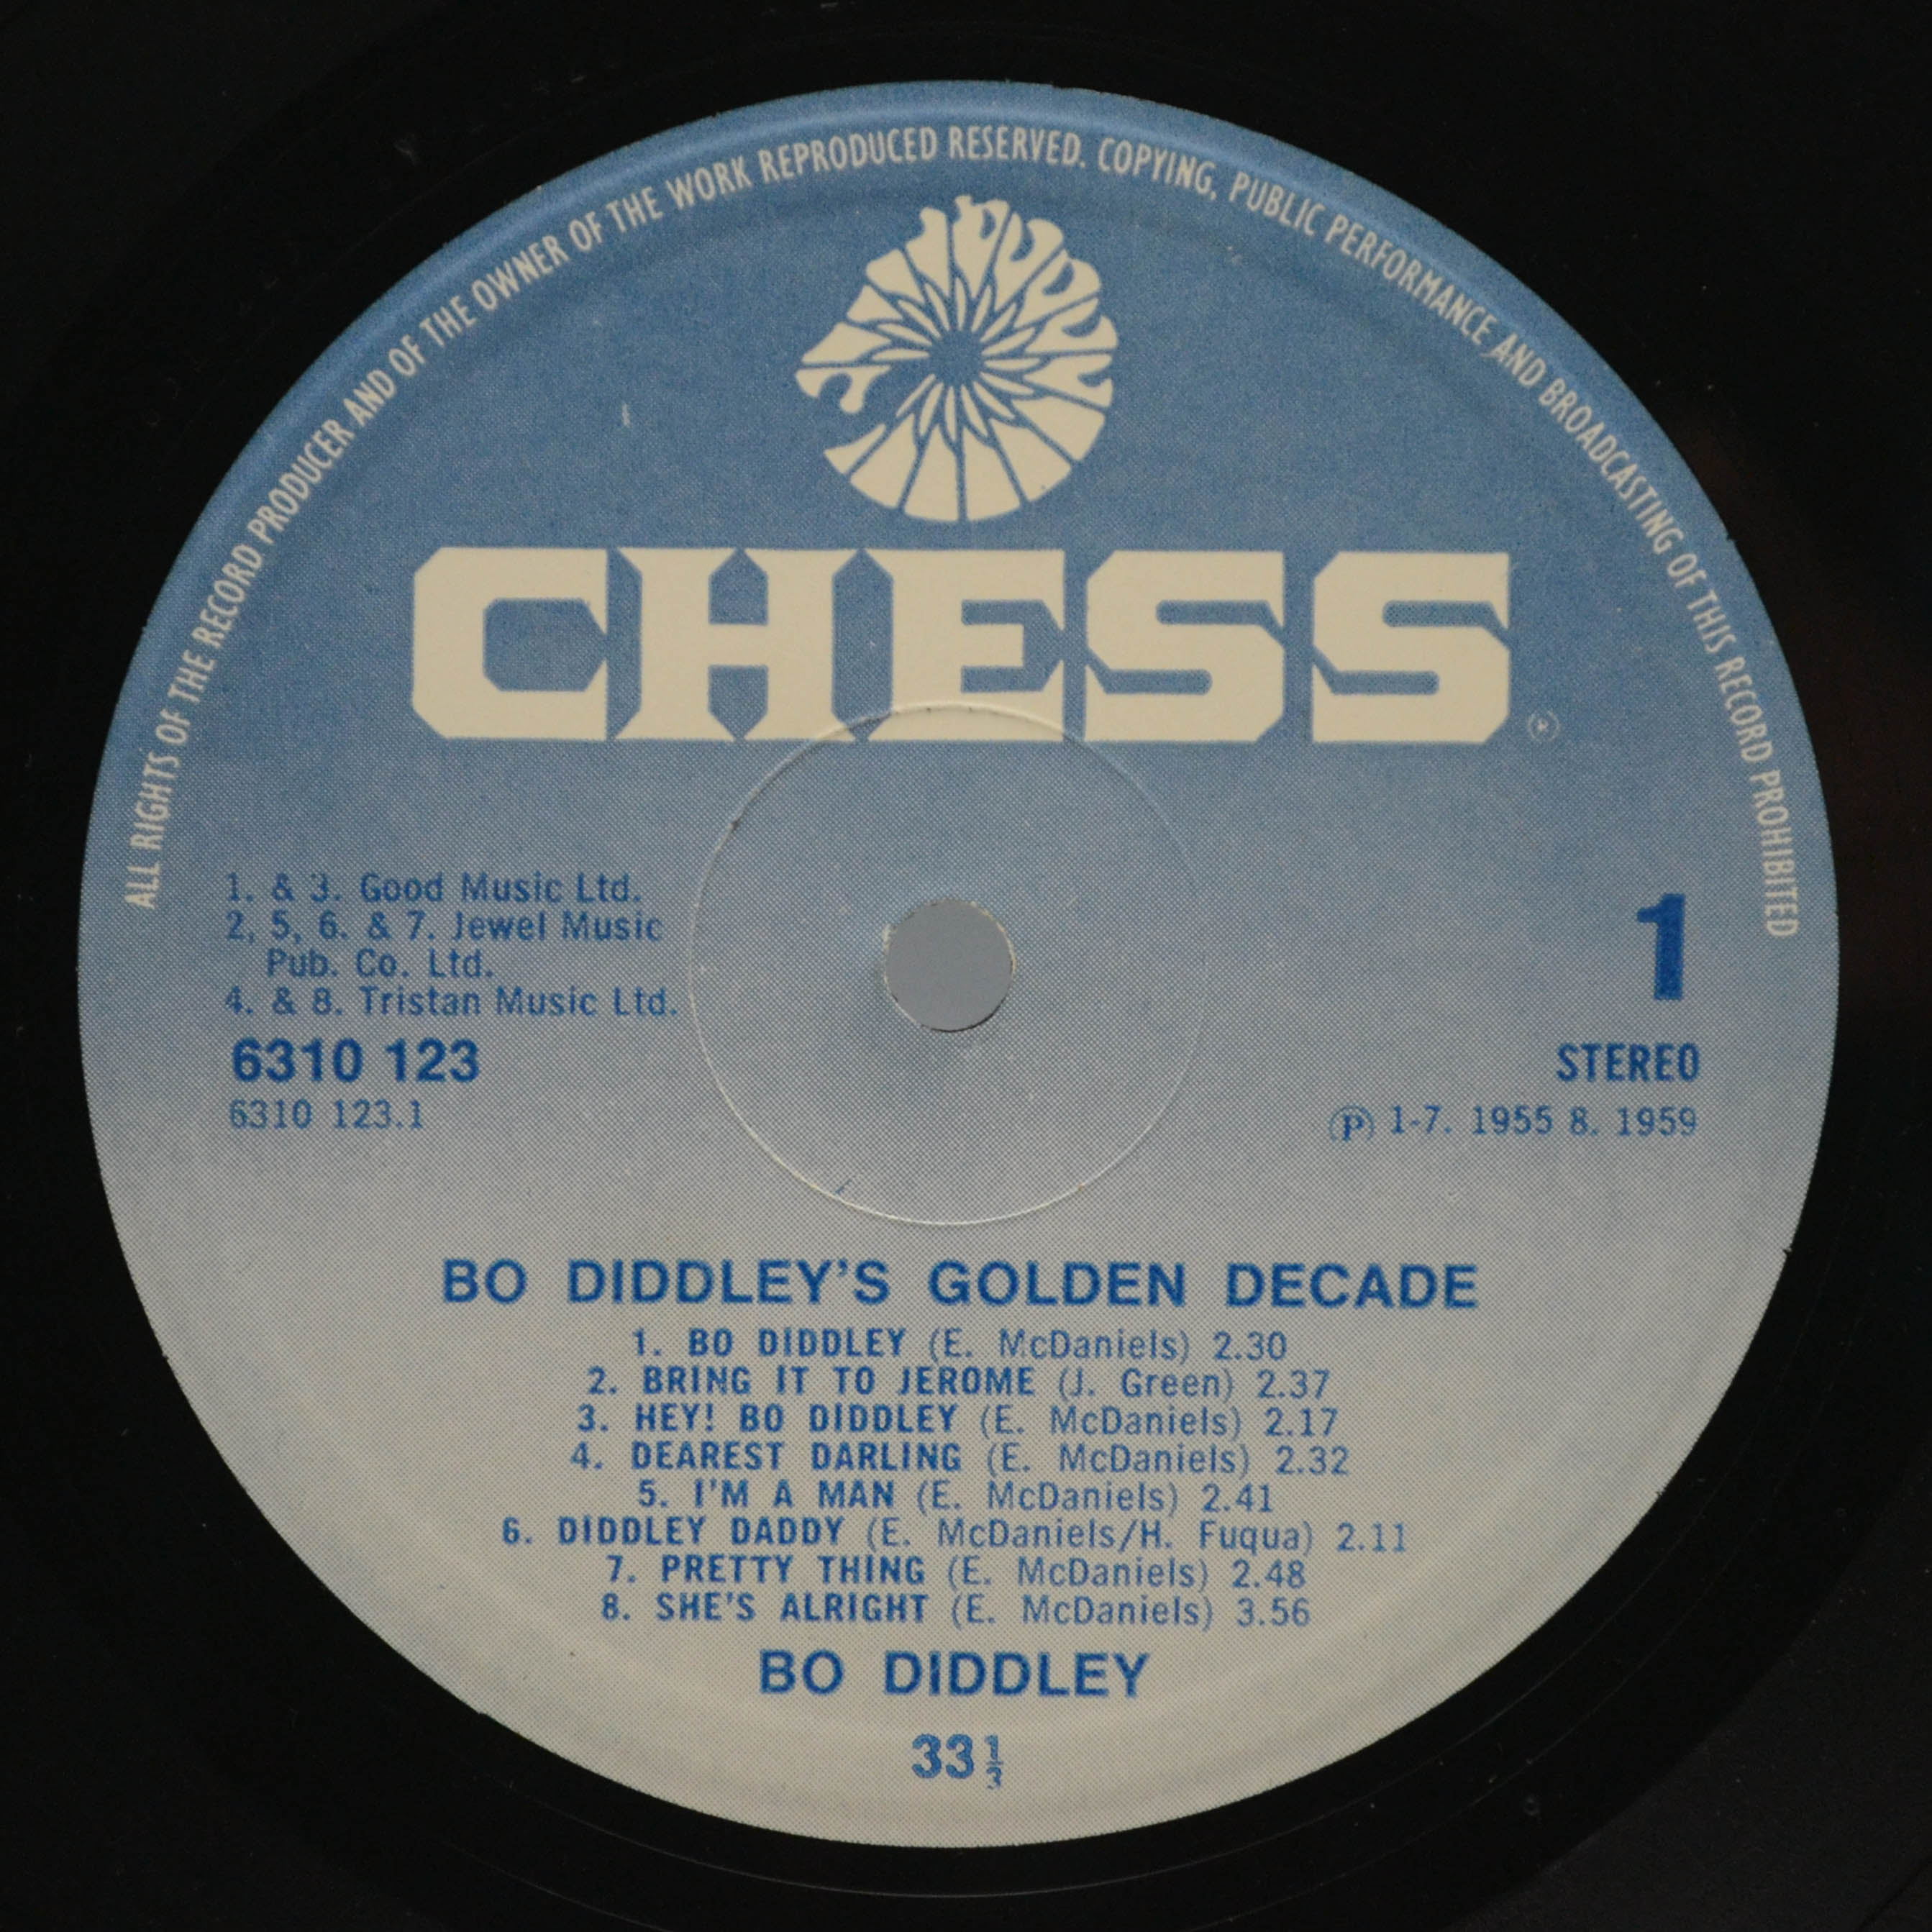 ALL RIGHTS OF THE RECORD PRODUCER AND OF THE OWNER OF THE WORK REPRODUCED RESERVED. COPYING, PUBLIC PERFORMANCE AND BROADCASTING OF THIS RECORD PROHIBITED
CHESS ®
1. & 3. Good Music Ltd.
2, 5, 6. & 7. Jewel Music
Pub. Co. Ltd.
4. & 8. Tristan Music Ltd.
6310 123
6310 123.1
1
STEREO
℗ 1-7. 1955 8. 1959
BO DIDDLEY'S GOLDEN DECADE
1. BO DIDDLEY (E. McDaniels) 2.30
2. BRING IT TO JEROME (J. Green) 2.37
3. HEY! BO DIDDLEY (E. McDaniels) 2.17
4. DEAREST DARLING (E. McDaniels) 2.32
5. I'M A MAN (E. McDaniels) 2.41
6. DIDDLEY DADDY (E. McDaniels/H. Fuqua) 2.11
7. PRETTY THING (E. McDaniels) 2.48
8. SHE'S ALRIGHT (E. McDaniels) 3.56
BO DIDDLEY
33⅓